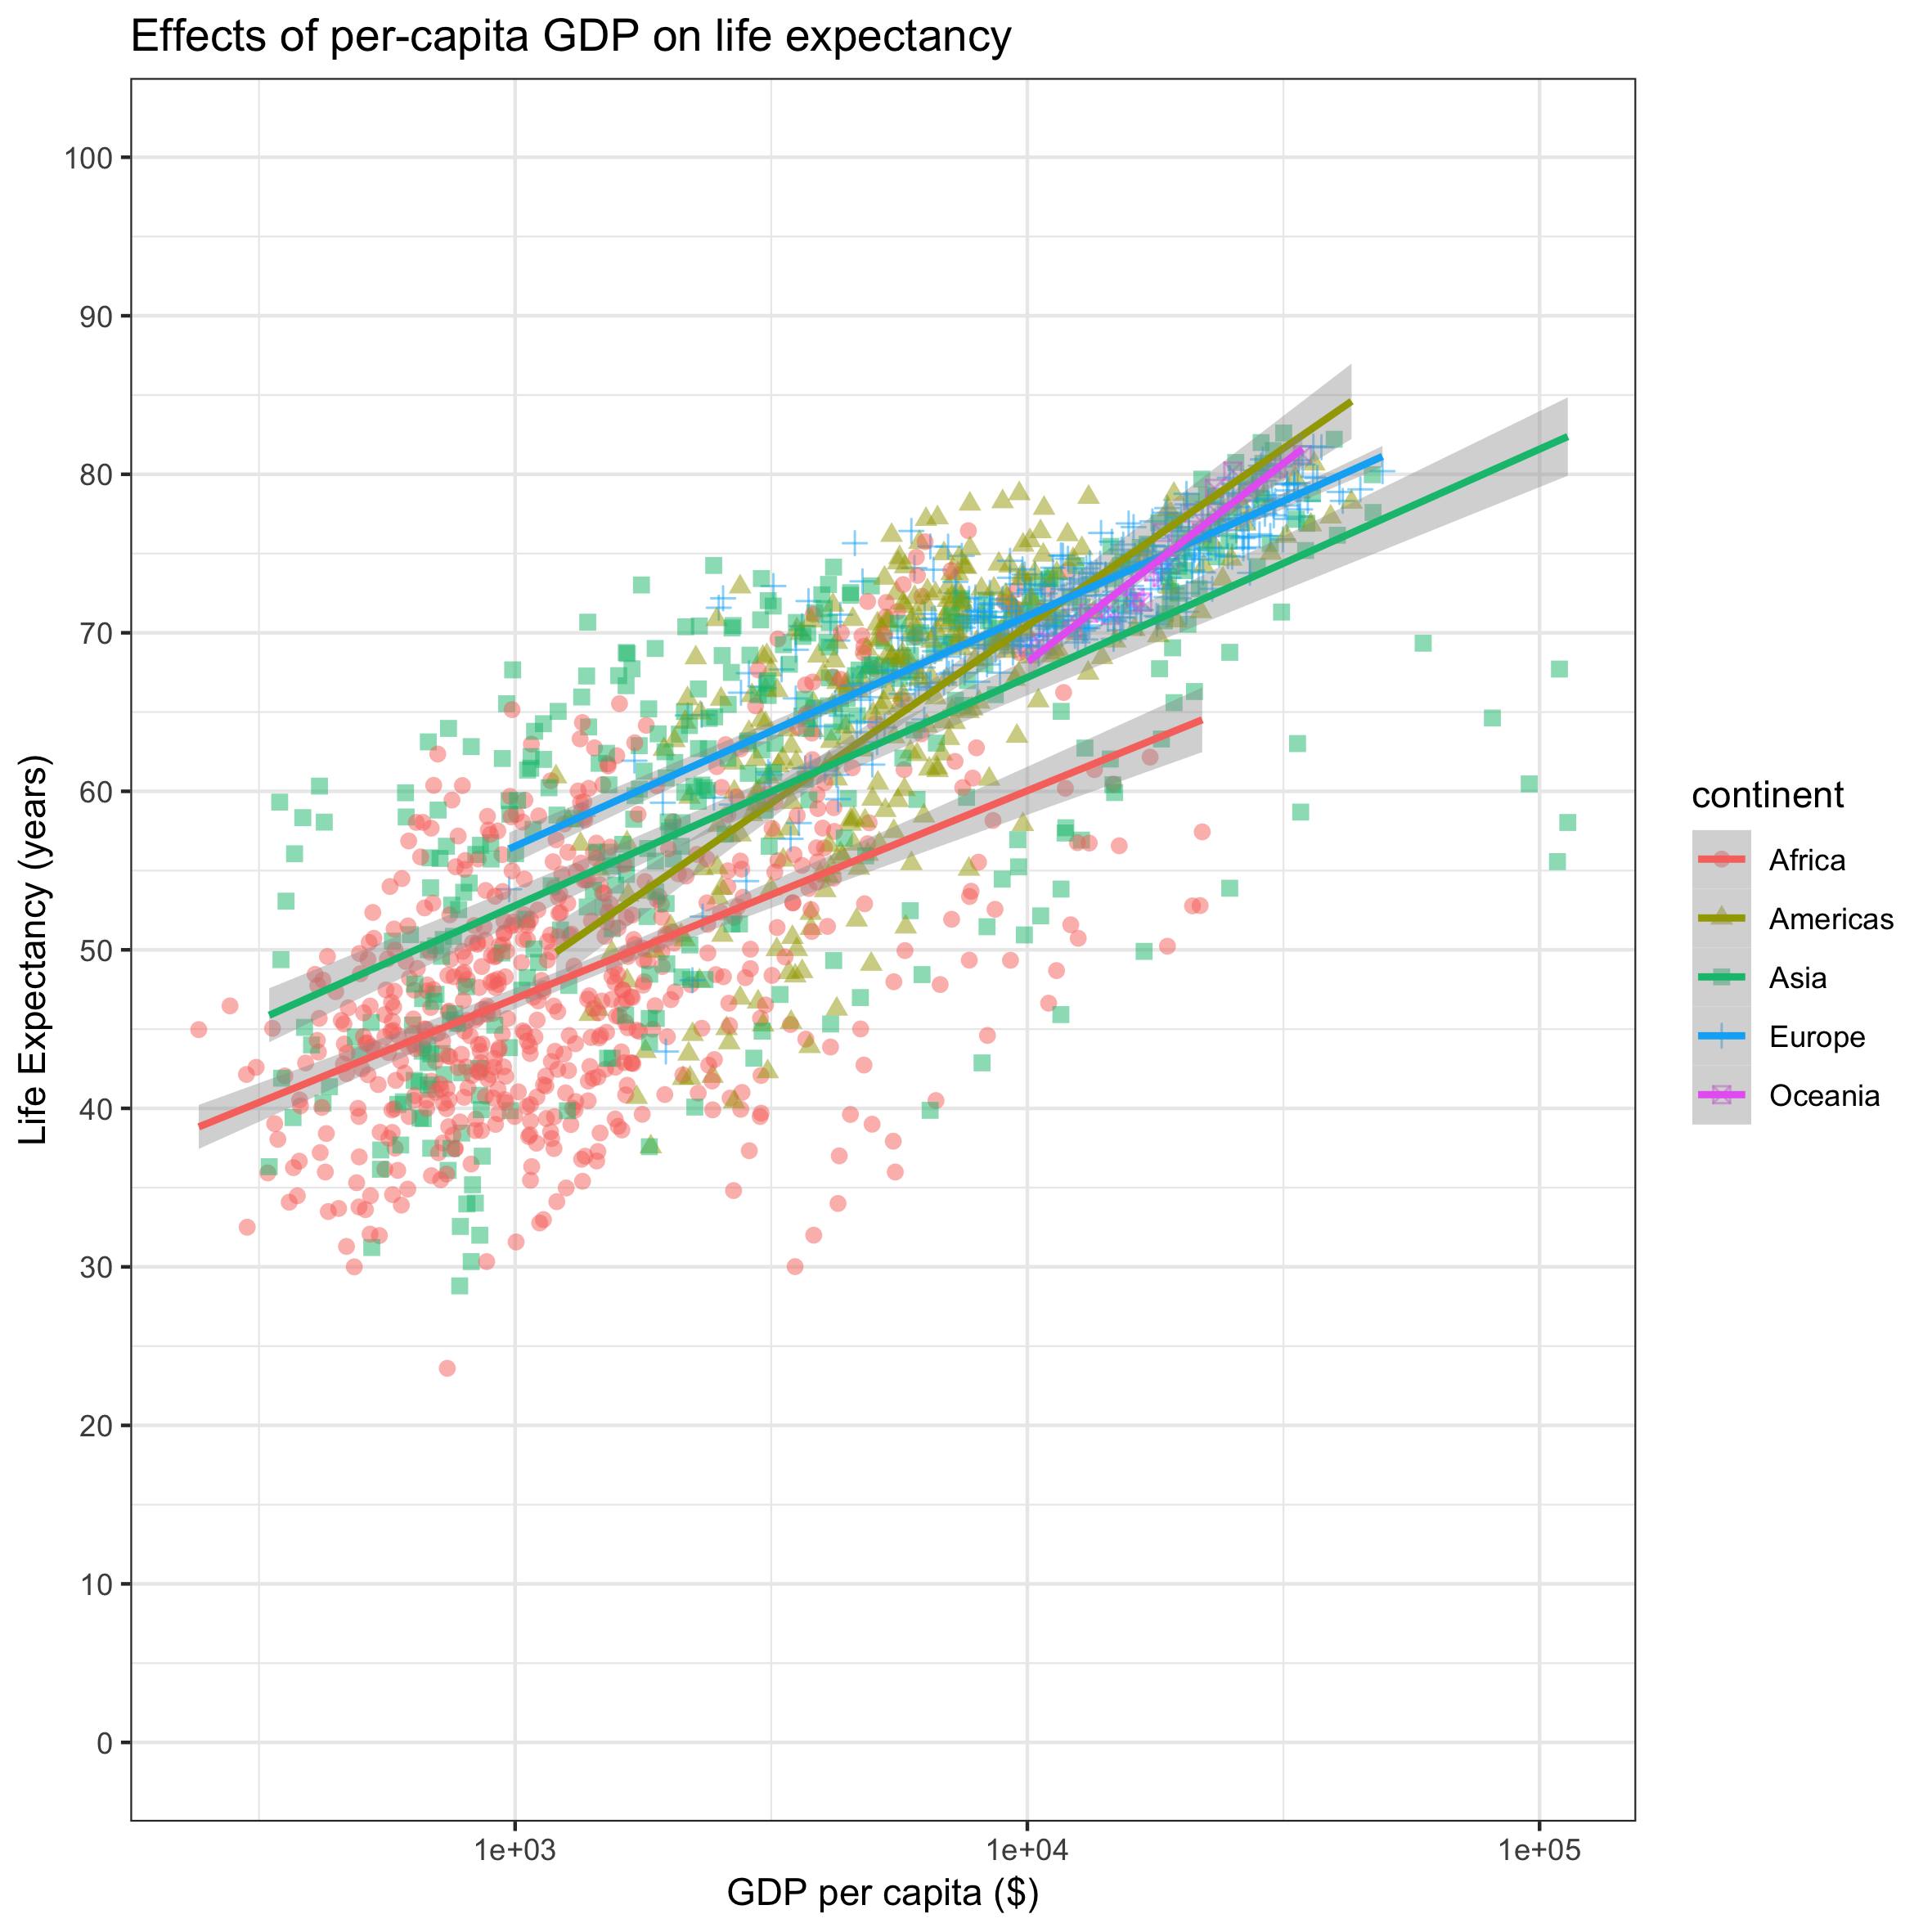 Effects of per-capita GDP on life expectancy
100
90
80
70
60
50
40
30
20
10
0
Life Expectancy (years)
1e+03 1e+04 1e+05
GDP per capita ($)
continent
Africa
Americas
Asia
Europe
Oceania